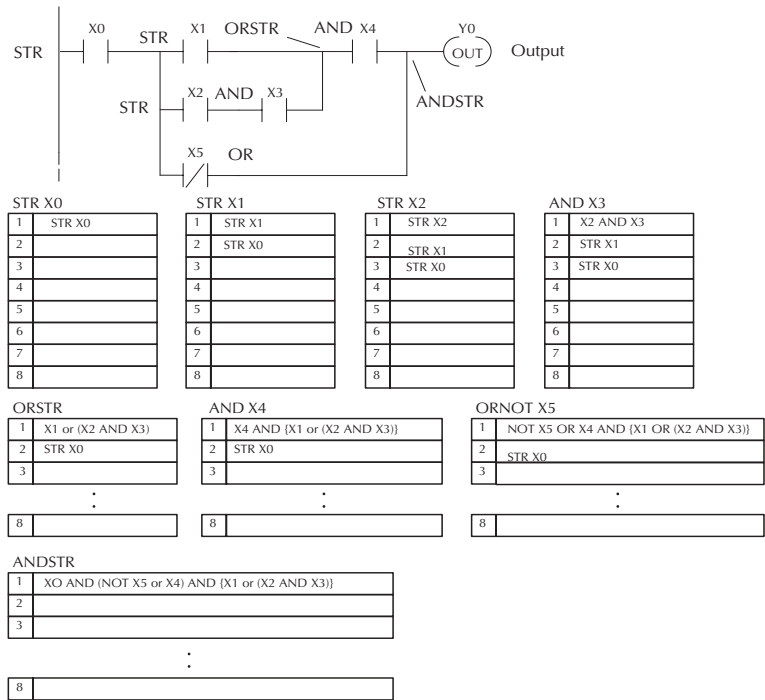 X0 STR X1 ORSTR AND X4 Y0
STR OUT Output
X2 AND X3
STR ANDSTR
X5 OR
STR X0 STR X1 STR X2 AND X3
1 STR X0 1 STR X1 1 STR X2 1 X2 AND X3
2 2 STR X0 2 STR X1 2 STR X1
3 3 3 STR X0 3 STR X0
4 4 4 4
5 5 5 5
6 6 6 6
7 7 7 7
8 8 8 8
ORSTR AND X4 ORNOT X5
1 X1 or (X2 AND X3) 1 X4 AND {X1 or (X2 AND X3)} 1 NOT X5 OR X4 AND {X1 OR (X2 AND X3)}
2 STR X0 2 STR X0 2 STR X0
3 3 3
8 8 8
ANDSTR
1 XO AND (NOT X5 or X4) AND {X1 or (X2 AND X3)}
2
3
8